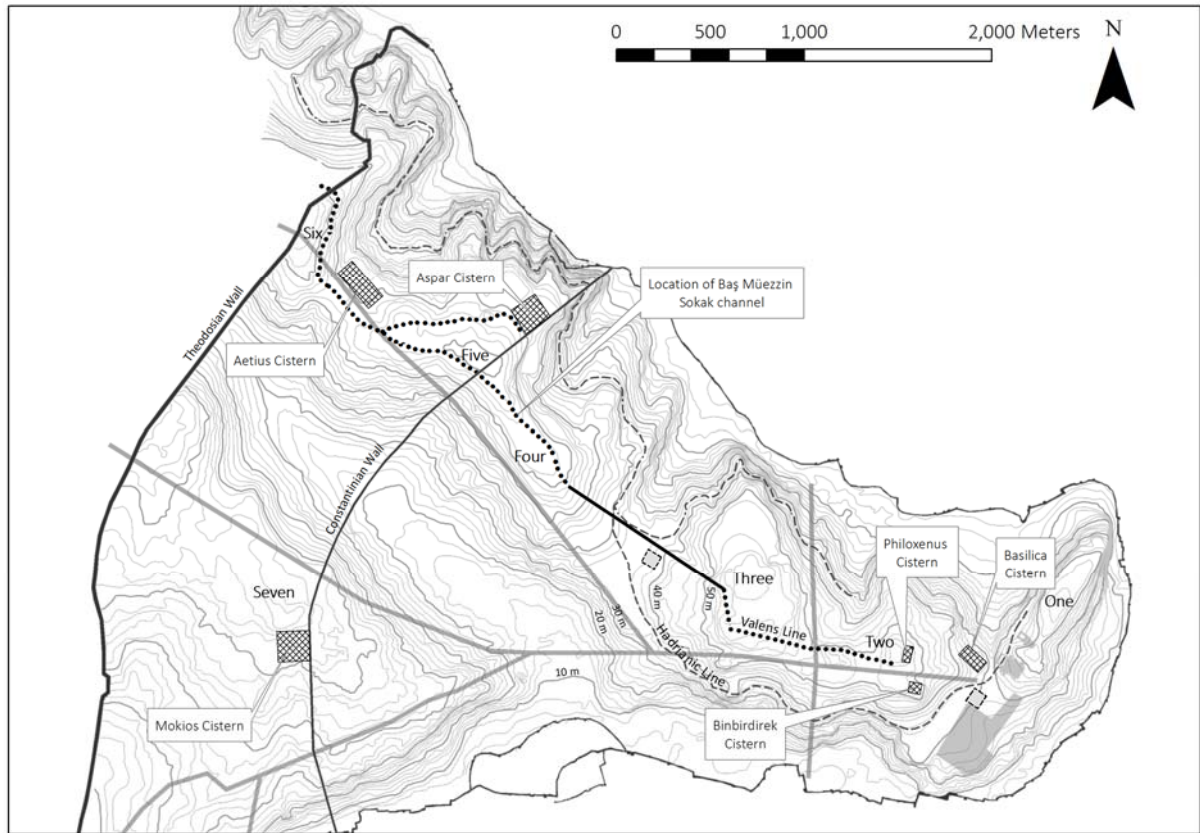 0 500 1,000 2,000 Meters
N
Six
Aspar Cistern
Location of Baş Müezzin
Sokak channel
Theodosian Wall
Aetius Cistern
Five
Constantinian Wall
Four
Philoxenus
Cistern
Basilica
Cistern
Three
One
Seven
40 m
50 m
30 m
20 m
Valens Line
Two
Hadrianic Line
10 m
Mokios Cistern
Binbirdirek
Cistern